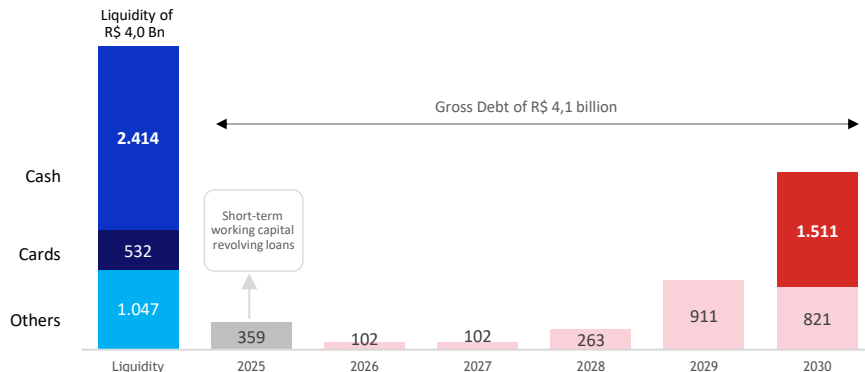 Liquidity of
R$ 4,0 Bn
Gross Debt of R$ 4,1 billion
2.414
Cash
Short-term
working capital
revolving loans
1.511
Cards
532
Others
1.047
359
102
102
263
911
821
Liquidity
2025
2026
2027
2028
2029
2030